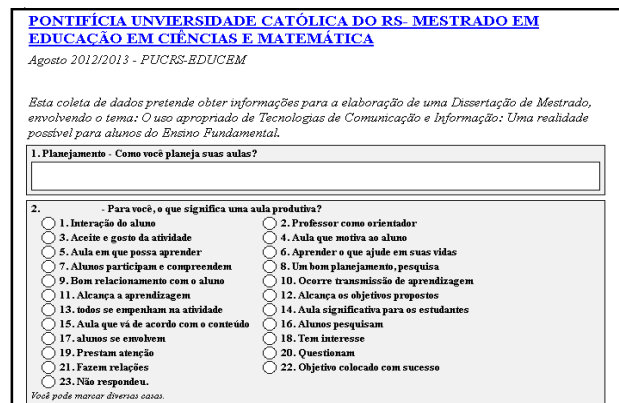 PONTIFÍCIA UNVIERSIDADE CATÓLICA DO RS- MESTRADO EM
EDUCAÇÃO EM CIÊNCIAS E MATEMÁTICA
Agosto 2012/2013 - PUCRS-EDUCEM
Esta coleta de dados pretende obter informações para a elaboração de uma Dissertação de Mestrado,
envolvendo o tema: O uso apropriado de Tecnologias de Comunicação e Informação: Uma realidade
possível para alunos do Ensino Fundamental.
1. Planejamento - Como você planeja suas aulas?
2. - Para você, o que significa uma aula produtiva?
1. Interação do aluno 2. Professor como orientador
3. Aceite e gosto da atividade 4. Aula que motiva ao aluno
5. Aula em que possa aprender 6. Aprender o que ajude em suas vidas
7. Alunos participam e compreendem 8. Um bom planejamento, pesquisa
9. Bom relacionamento com o aluno 10. Ocorre transmissão de aprendizagem
11. Alcança a aprendizagem 12. Alcança os objetivos propostos
13. todos se empenham na atividade 14. Aula significativa para os estudantes
15. Aula que vá de acordo com o conteúdo 16. Alunos pesquisam
17. alunos se envolvem 18. Tem interesse
19. Prestam atenção 20. Questionam
21. Fazem relações 22. Objetivo colocado com sucesso
23. Não respondeu.
Você pode marcar diversas casas.